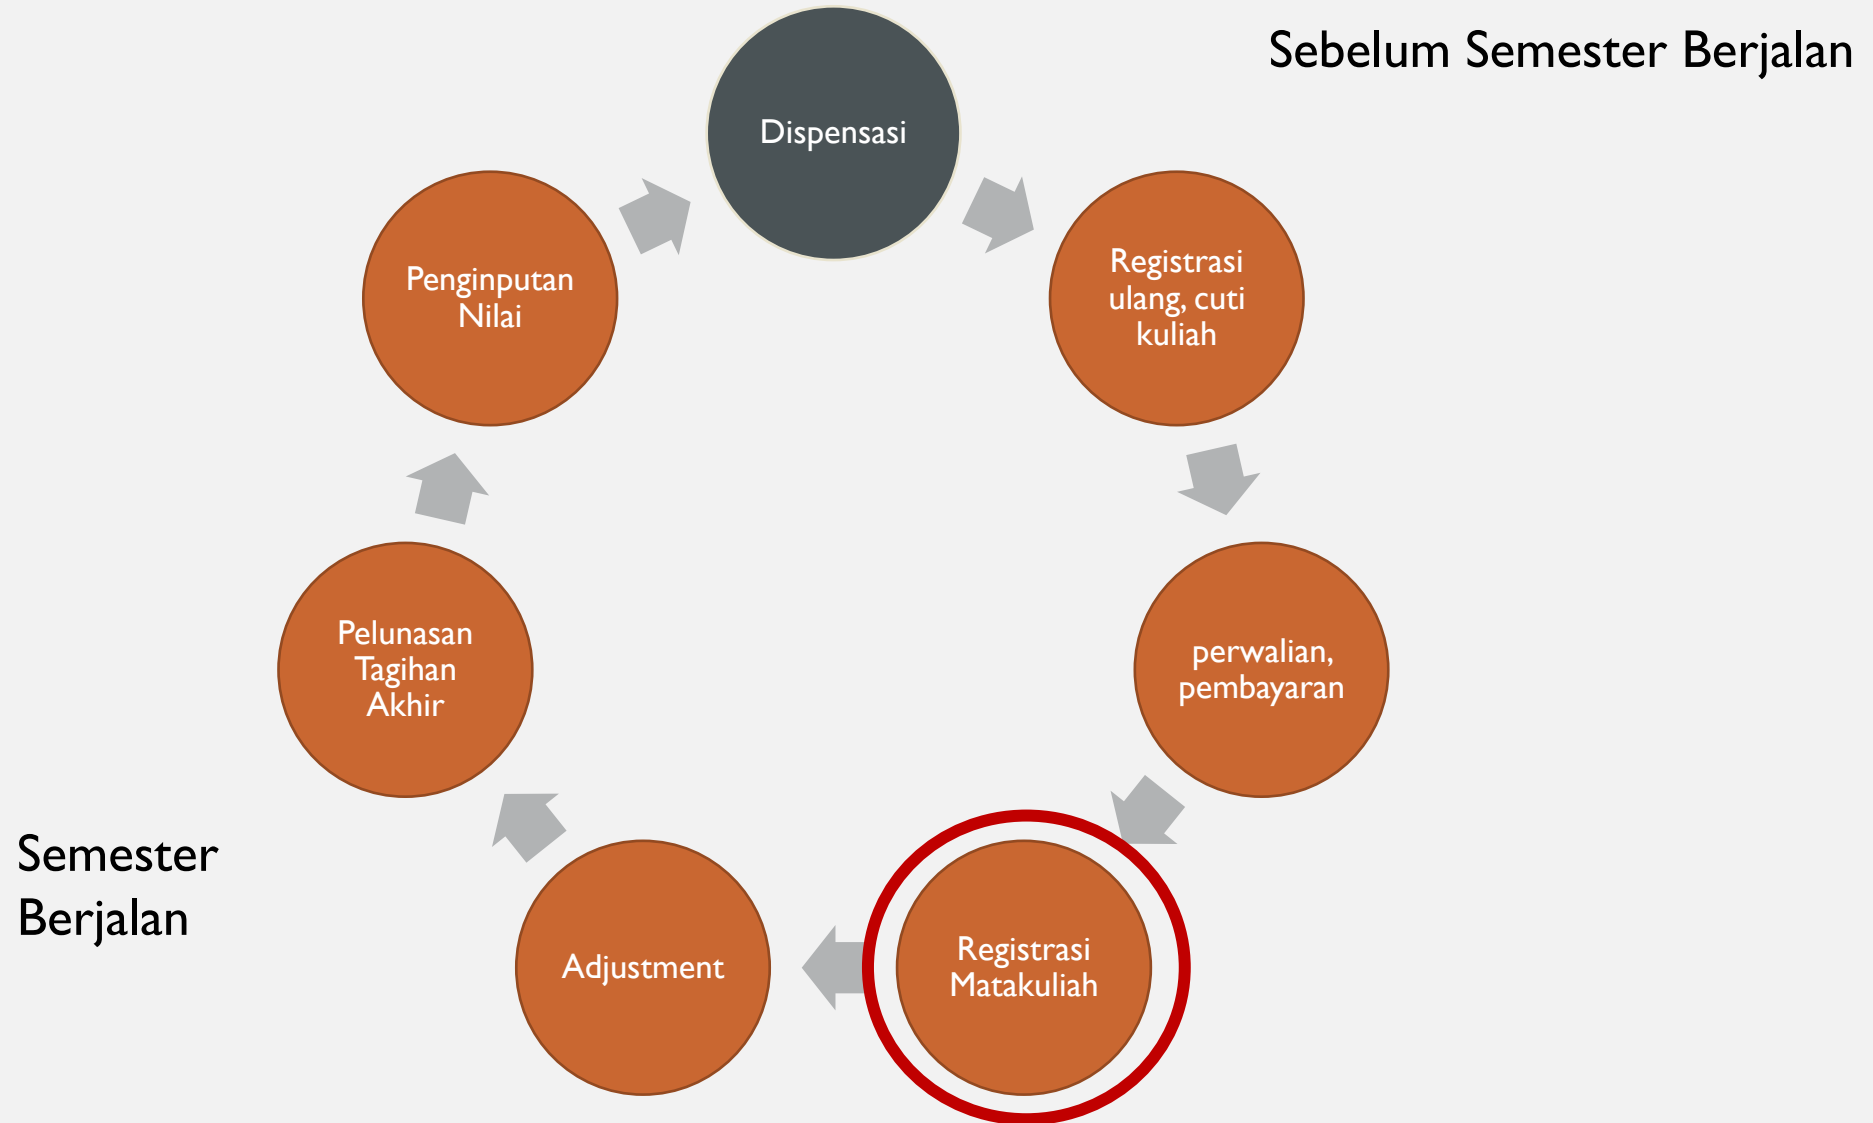 Sebelum Semester Berjalan
Dispensasi
Registrasi
ulang, cuti
kuliah
perwalian,
pembayaran
Registrasi
Matakuliah
Adjustment
Pelunasan
Tagihan
Akhir
Penginputan
Nilai
Semester
Berjalan